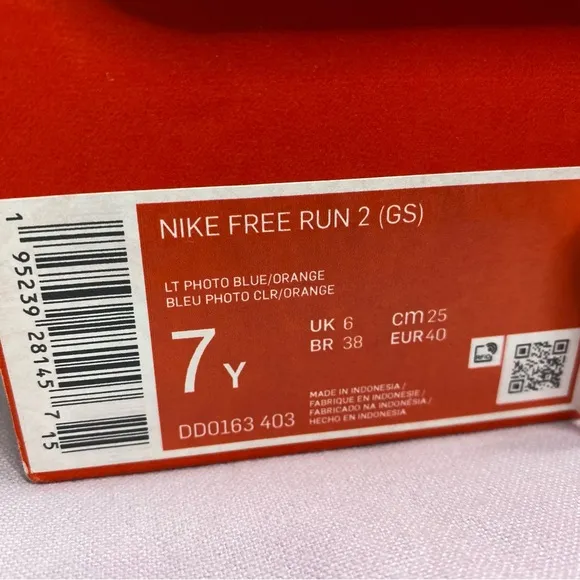 NIKE FREE RUN 2 (GS)
LT PHOTO BLUE/ORANGE
BLEU PHOTO CLR/ORANGE
7 Y
UK 6
BR 38
cm 25
EUR 40
DD0163 403
MADE IN INDONESIA /
FABRIQUE EN INDONESIE /
FABRICADO NA INDONÉSIA /
HECHO EN INDONESIA
1 95239 28145 7 15